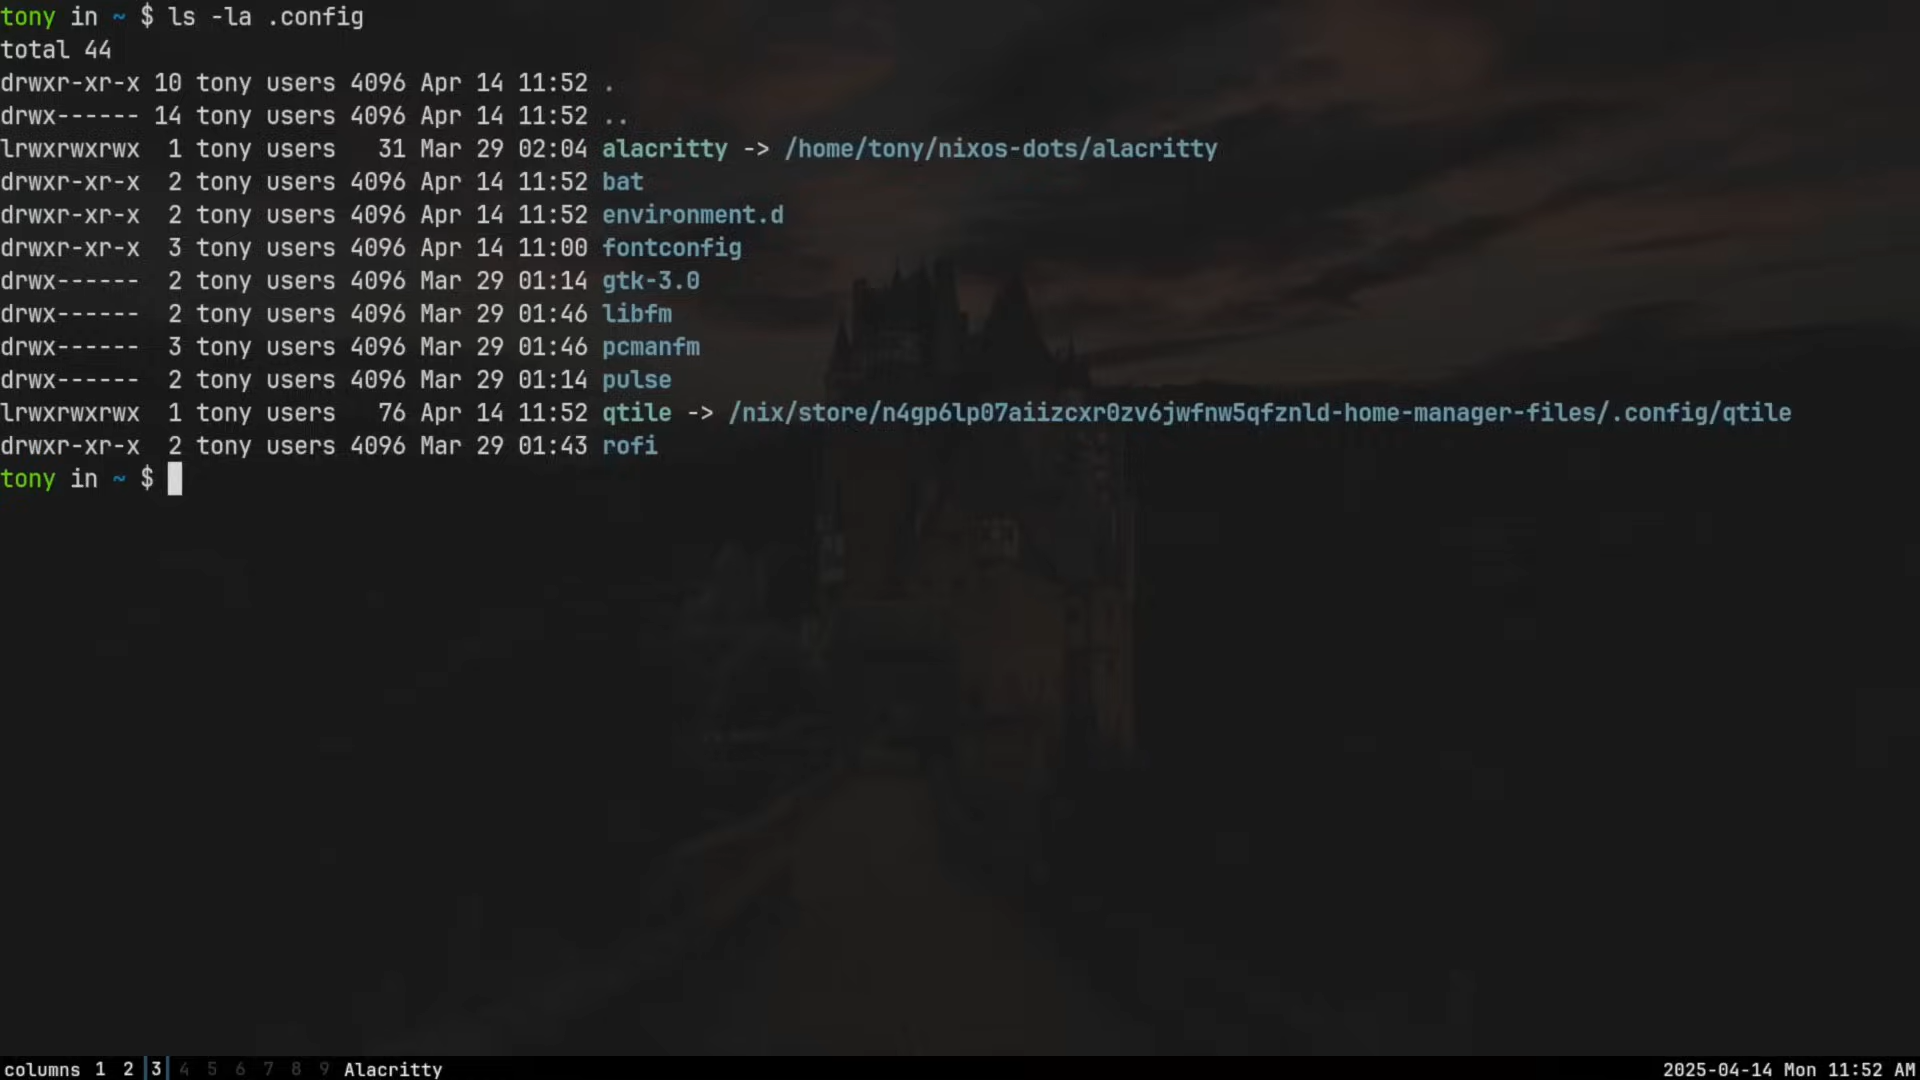 tony in ~ $ ls -la .config
total 44
drwxr-xr-x 10 tony users 4096 Apr 14 11:52 .
drwx------ 14 tony users 4096 Apr 14 11:52 ..
lrwxrwxrwx  1 tony users   31 Mar 29 02:04 alacritty -> /home/tony/nixos-dots/alacritty
drwxr-xr-x  2 tony users 4096 Apr 14 11:52 bat
drwxr-xr-x  2 tony users 4096 Apr 14 11:52 environment.d
drwxr-xr-x  3 tony users 4096 Apr 14 11:00 fontconfig
drwx------  2 tony users 4096 Mar 29 01:14 gtk-3.0
drwx------  2 tony users 4096 Mar 29 01:46 libfm
drwx------  3 tony users 4096 Mar 29 01:46 pcmanfm
drwx------  2 tony users 4096 Mar 29 01:14 pulse
lrwxrwxrwx  1 tony users   76 Apr 14 11:52 qtile -> /nix/store/n4gp6lp07aiizcxr0zv6jwfnw5qfznld-home-manager-files/.config/qtile
drwxr-xr-x  2 tony users 4096 Mar 29 01:43 rofi
tony in ~ $
columns 1 2 3 4 5 6 7 8 9 Alacritty 2025-04-14 Mon 11:52 AM